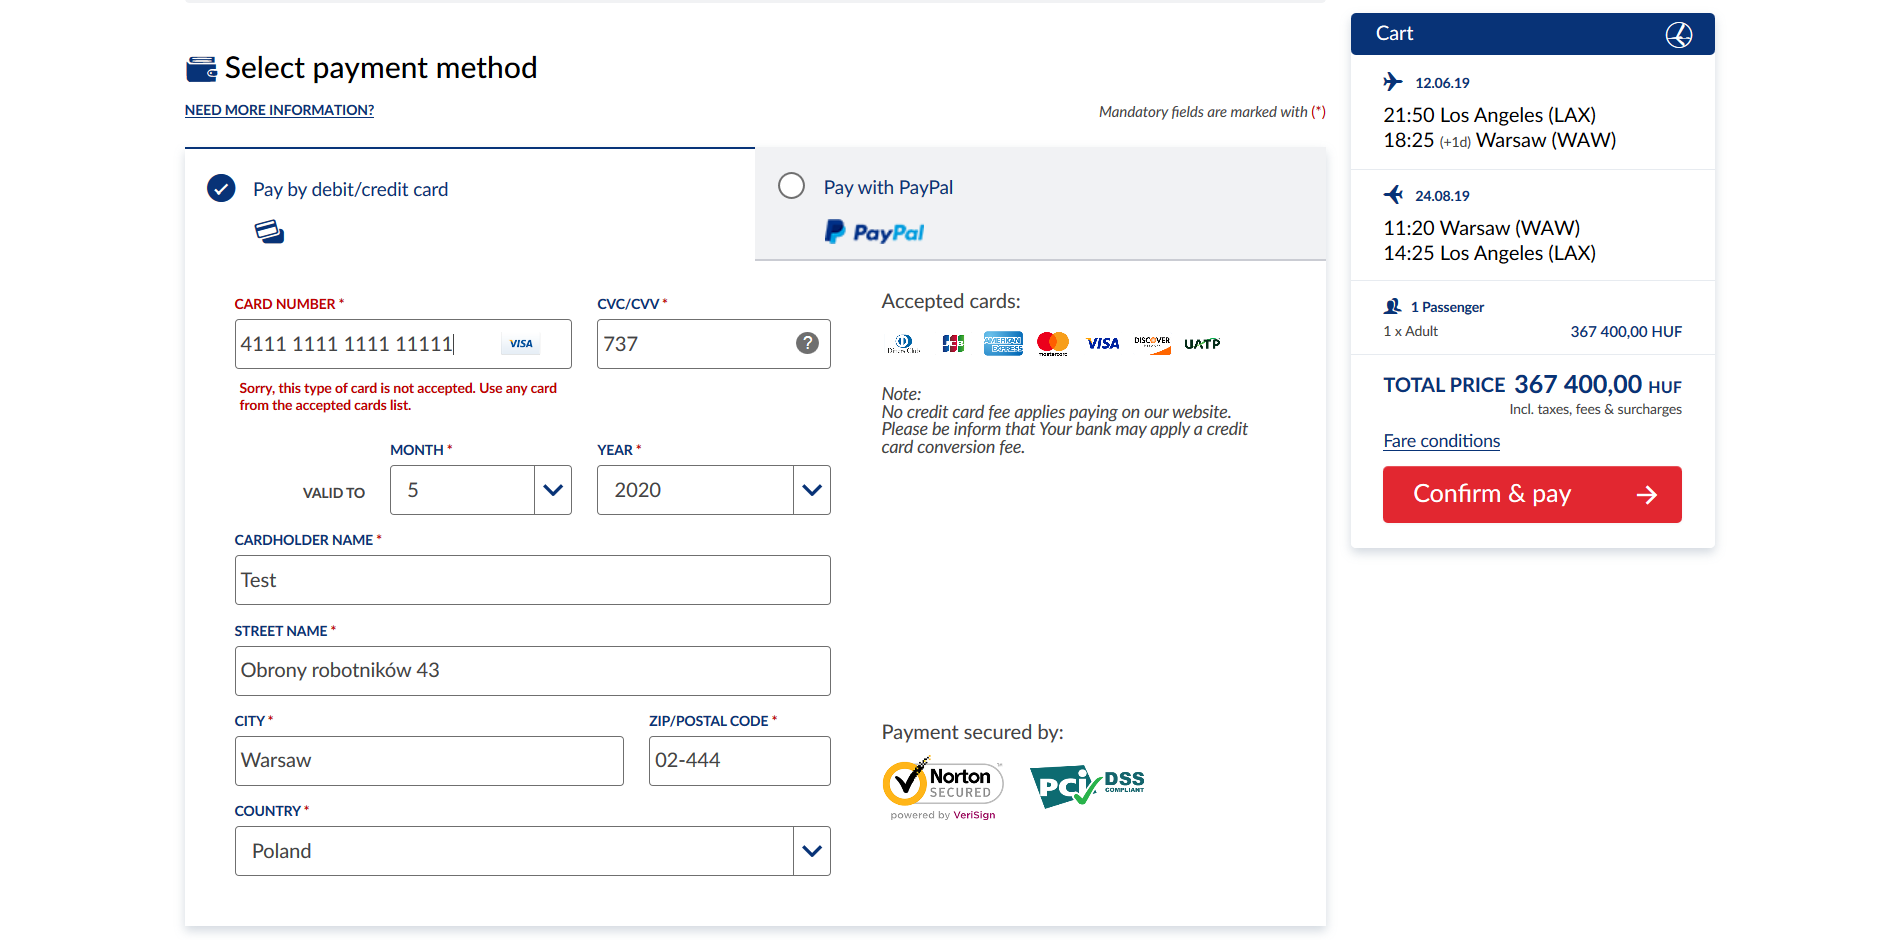 Select payment method
NEED MORE INFORMATION?
Mandatory fields are marked with (*)
Pay by debit/credit card
Pay with PayPal
PayPal
CARD NUMBER *
4111 1111 1111 11111
VISA
Sorry, this type of card is not accepted. Use any card
from the accepted cards list.
CVC/CVV *
737
?
MONTH *
YEAR *
VALID TO
5
2020
CARDHOLDER NAME *
Test
STREET NAME *
Obrony robotników 43
CITY *
Warsaw
ZIP/POSTAL CODE *
02-444
COUNTRY *
Poland
Accepted cards:
Diners Club
JCB
AMERICAN EXPRESS
mastercard
VISA
DISCOVER
UATP
Note:
No credit card fee applies paying on our website.
Please be inform that Your bank may apply a credit
card conversion fee.
Payment secured by:
Norton
SECURED
powered by VeriSign
PCI DSS
COMPLIANT
Cart
12.06.19
21:50 Los Angeles (LAX)
18:25 (+1d) Warsaw (WAW)
24.08.19
11:20 Warsaw (WAW)
14:25 Los Angeles (LAX)
1 Passenger
1 x Adult 367 400,00 HUF
TOTAL PRICE 367 400,00 HUF
Incl. taxes, fees & surcharges
Fare conditions
Confirm & pay